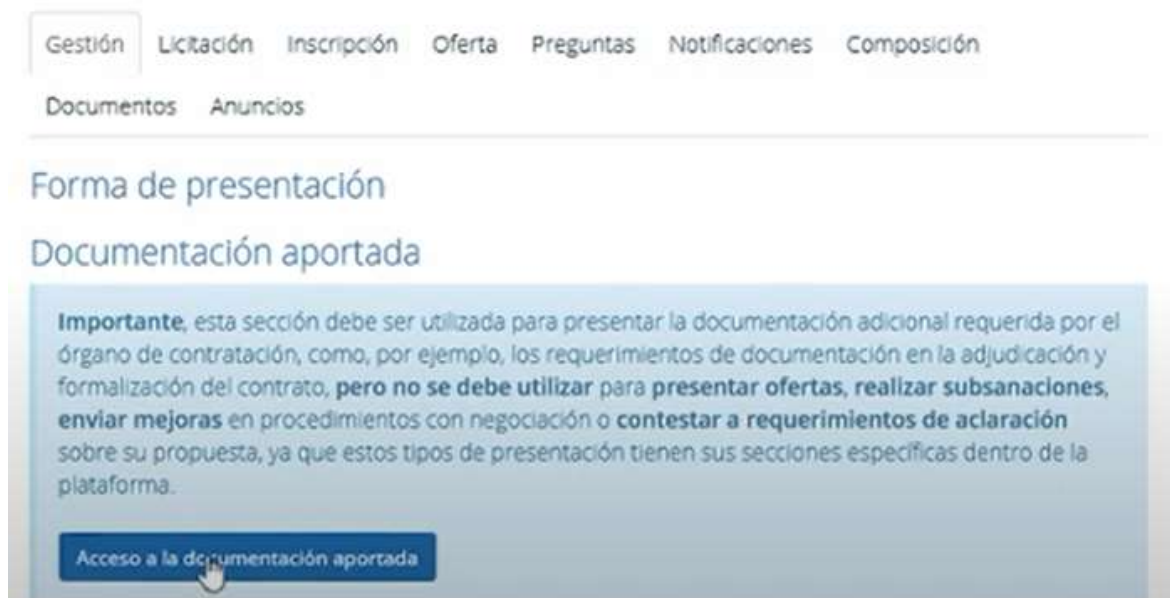 Gestión Licitación Inscripción Oferta Preguntas Notificaciones Composición
Documentos Anuncios
Forma de presentación
Documentación aportada
Importante, esta sección debe ser utilizada para presentar la documentación adicional requerida por el
órgano de contratación, como, por ejemplo, los requerimientos de documentación en la adjudicación y
formalización del contrato, pero no se debe utilizar para presentar ofertas, realizar subsanaciones,
enviar mejoras en procedimientos con negociación o contestar a requerimientos de aclaración
sobre su propuesta, ya que estos tipos de presentación tienen sus secciones específicas dentro de la
plataforma.
Acceso a la documentación aportada